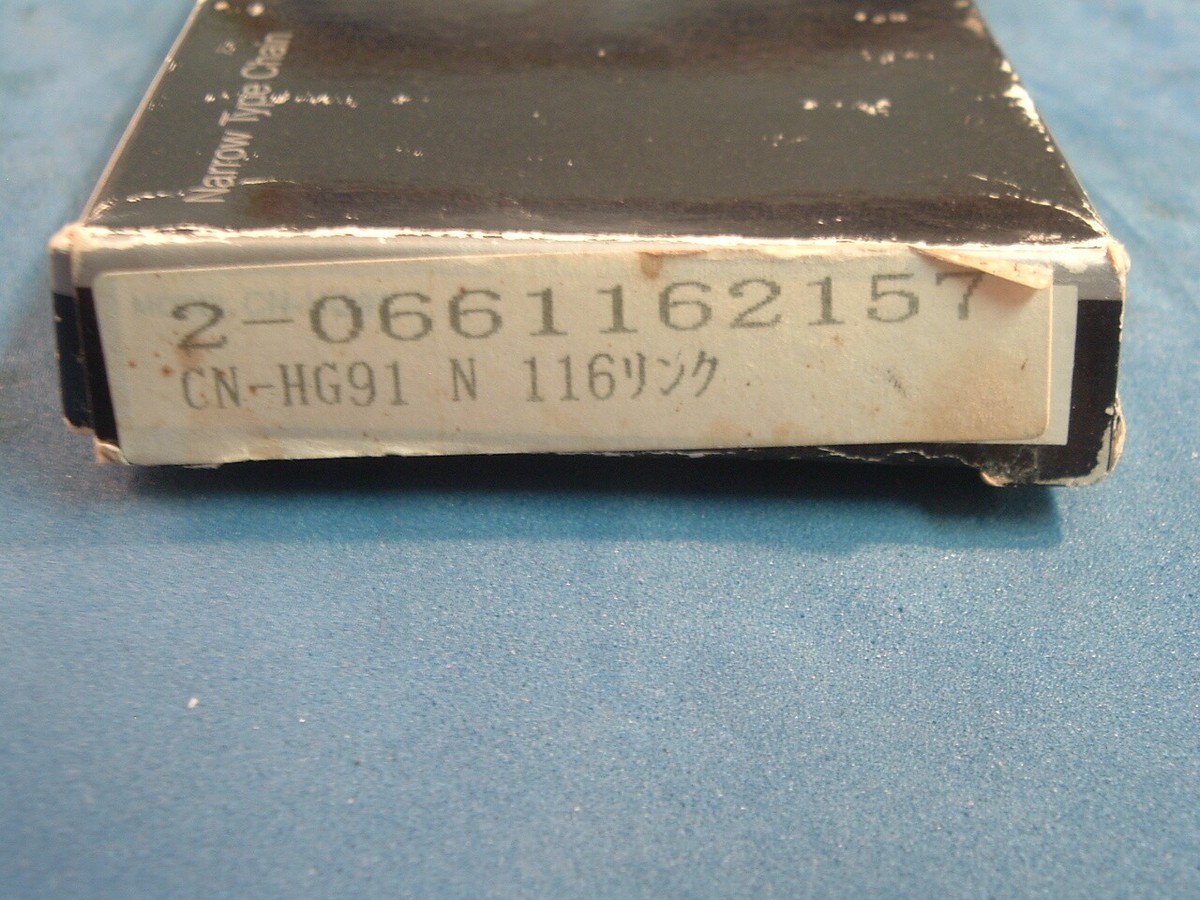 Narrow Type Chain
2-0661162157
CN-HG91 N 116ﾘﾝｸ